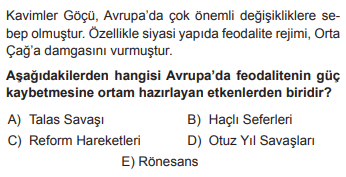 Kavimler Göçü, Avrupa’da çok önemli değişikliklere se-
bep olmuştur. Özellikle siyasi yapıda feodalite rejimi, Orta
Çağ’a damgasını vurmuştur.
Aşağıdakilerden hangisi Avrupa’da feodalitenin güç
kaybetmesine ortam hazırlayan etkenlerden biridir?
A) Talas Savaşı B) Haçlı Seferleri
C) Reform Hareketleri D) Otuz Yıl Savaşları
E) Rönesans